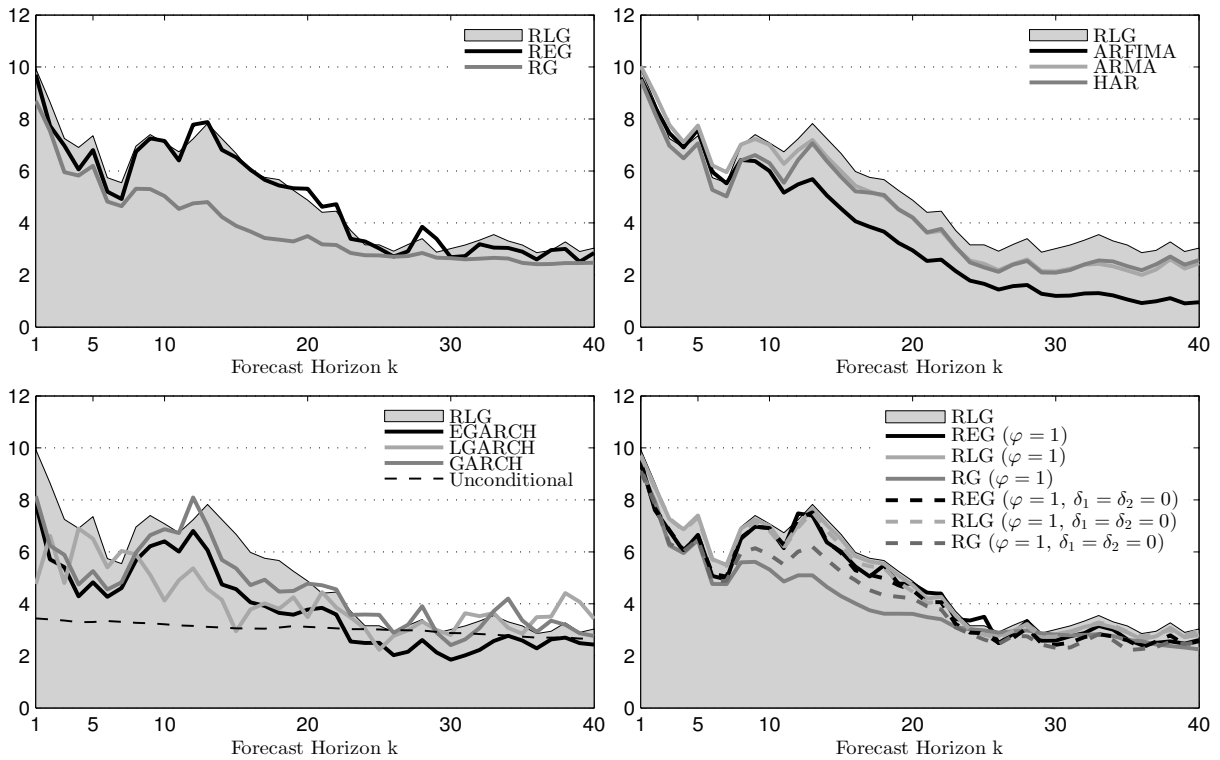 12
10
8
6
4
2
0
1 5 10 20 30 40
Forecast Horizon k
RLG
REG
RG
12
10
8
6
4
2
0
1 5 10 20 30 40
Forecast Horizon k
RLG
ARFIMA
ARMA
HAR
12
10
8
6
4
2
0
1 5 10 20 30 40
Forecast Horizon k
RLG
EGARCH
LGARCH
GARCH
Unconditional
12
10
8
6
4
2
0
1 5 10 20 30 40
Forecast Horizon k
RLG
REG (φ = 1)
RLG (φ = 1)
RG (φ = 1)
REG (φ = 1, δ₁ = δ₂ = 0)
RLG (φ = 1, δ₁ = δ₂ = 0)
RG (φ = 1, δ₁ = δ₂ = 0)